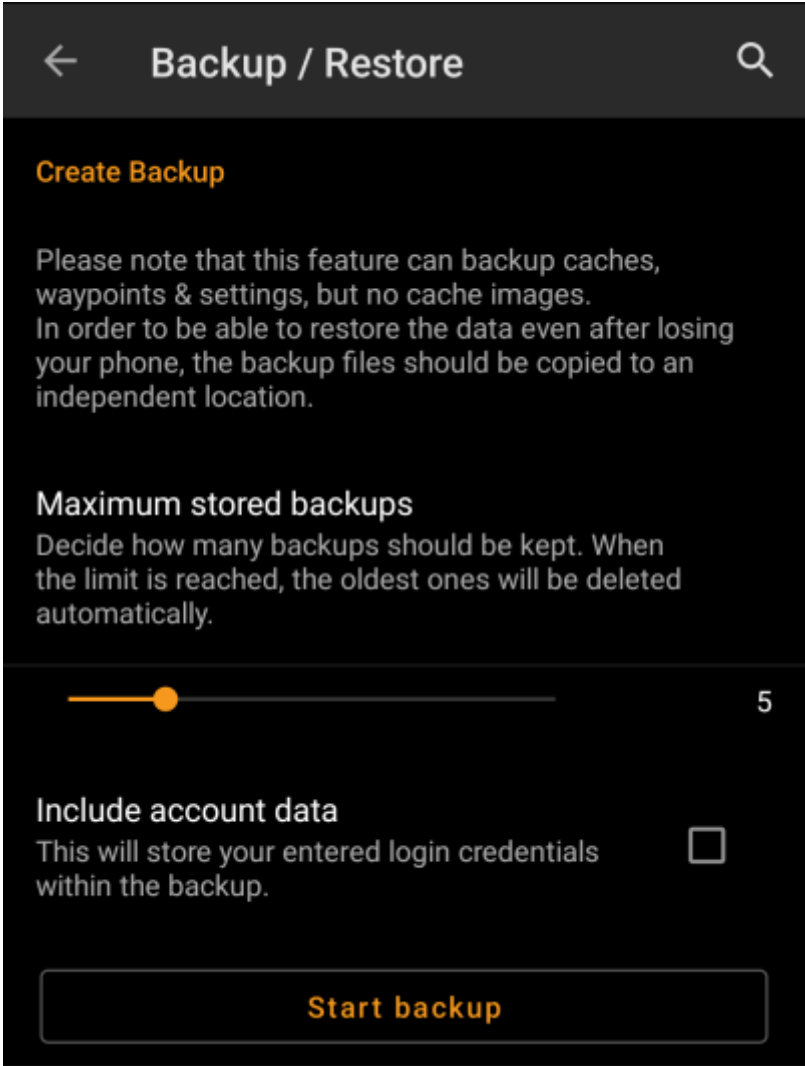 Backup / Restore
Create Backup
Please note that this feature can backup caches,
waypoints & settings, but no cache images.
In order to be able to restore the data even after losing
your phone, the backup files should be copied to an
independent location.
Maximum stored backups
Decide how many backups should be kept. When
the limit is reached, the oldest ones will be deleted
automatically.
5
Include account data
This will store your entered login credentials
within the backup.
Start backup